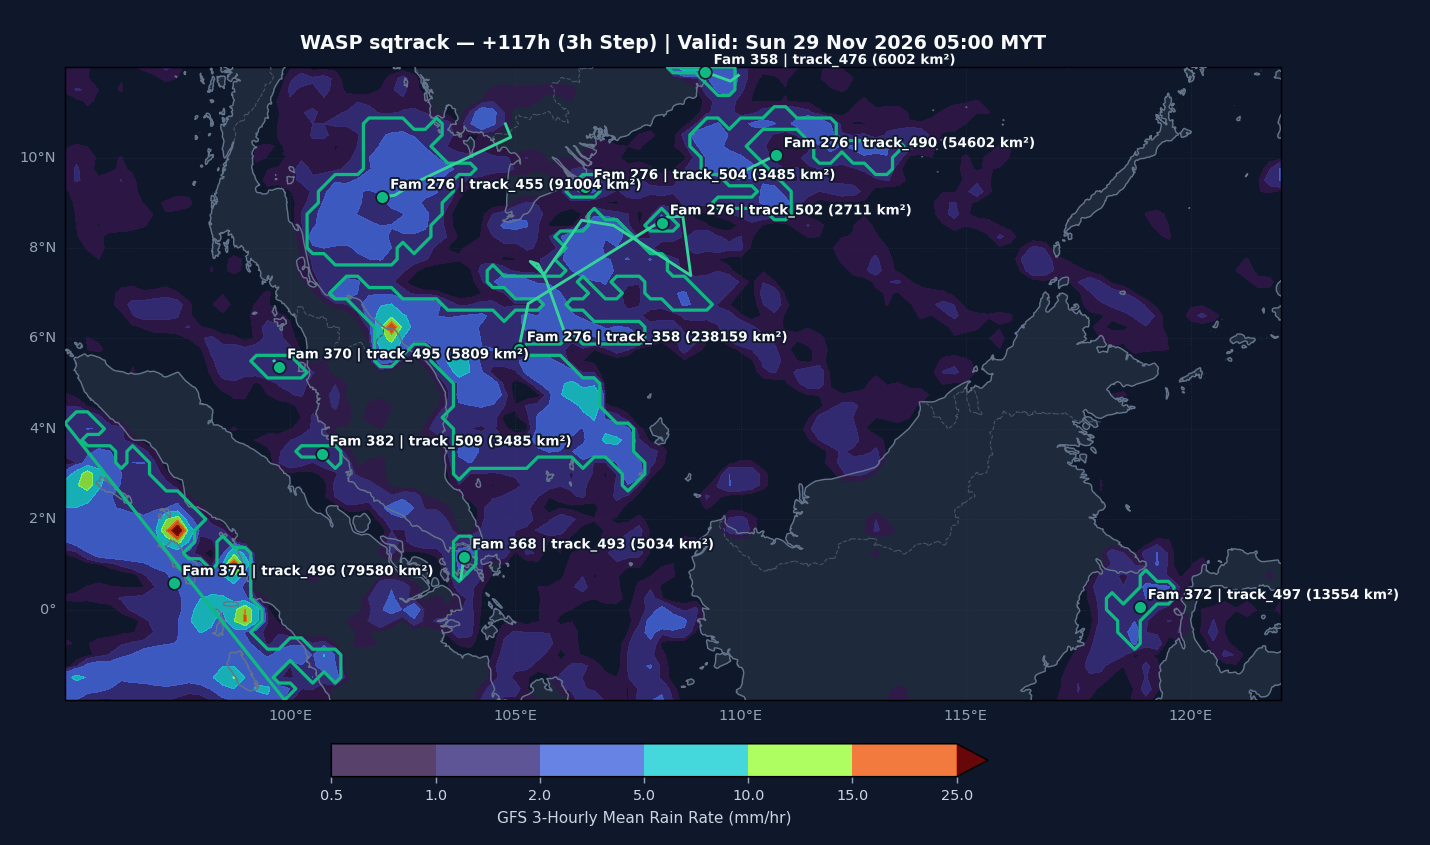 WASP sqtrack — +117h (3h Step) | Valid: Sun 29 Nov 2026 05:00 MYT
Fam 358 | track_476 (6002 km²)
Fam 276 | track_490 (54602 km²)
Fam 276 | track_504 (3485 km²)
Fam 276 | track_455 (91004 km²)
Fam 276 | track_502 (2711 km²)
Fam 276 | track_358 (238159 km²)
Fam 370 | track_495 (5809 km²)
Fam 382 | track_509 (3485 km²)
Fam 368 | track_493 (5034 km²)
Fam 371 | track_496 (79580 km²)
Fam 372 | track_497 (13554 km²)
10°N
8°N
6°N
4°N
2°N
0°
100°E 105°E 110°E 115°E 120°E
0.5 1.0 2.0 5.0 10.0 15.0 25.0
GFS 3-Hourly Mean Rain Rate (mm/hr)